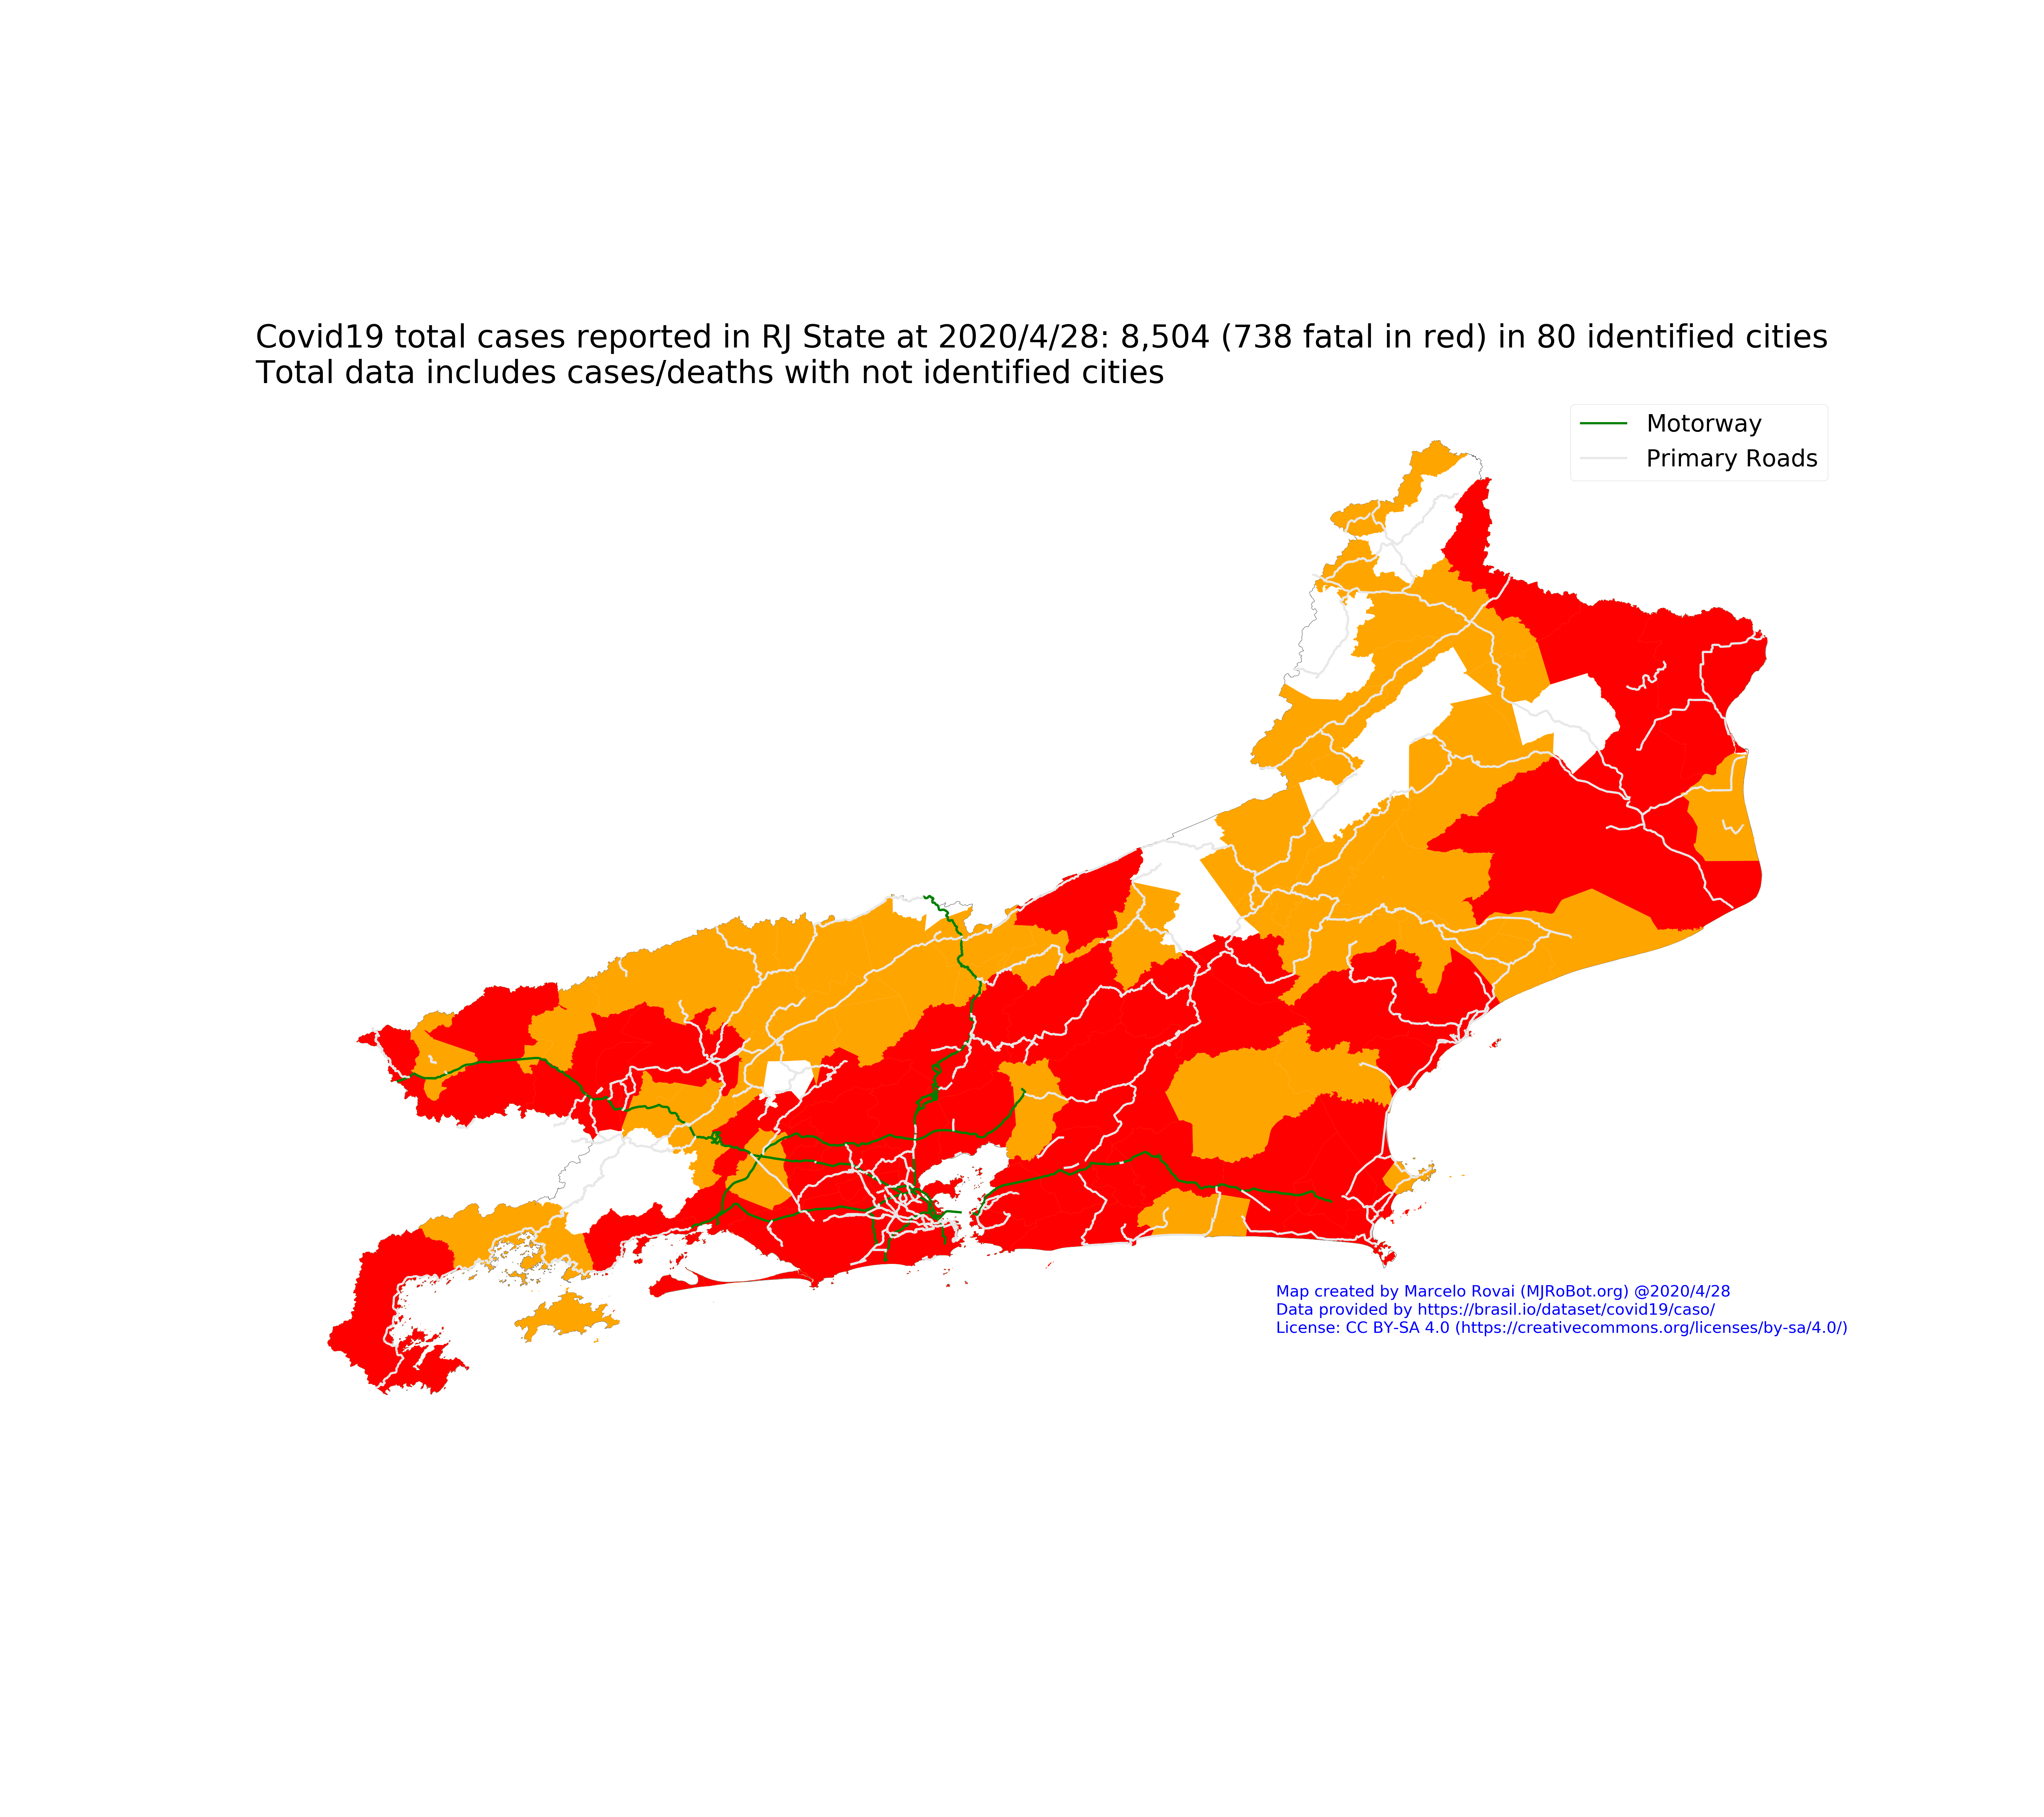 Covid19 total cases reported in RJ State at 2020/4/28: 8,504 (738 fatal in red) in 80 identified cities
Total data includes cases/deaths with not identified cities
Motorway
Primary Roads
Map created by Marcelo Rovai (MJRoBot.org) @2020/4/28
Data provided by https://brasil.io/dataset/covid19/caso/
License: CC BY-SA 4.0 (https://creativecommons.org/licenses/by-sa/4.0/)